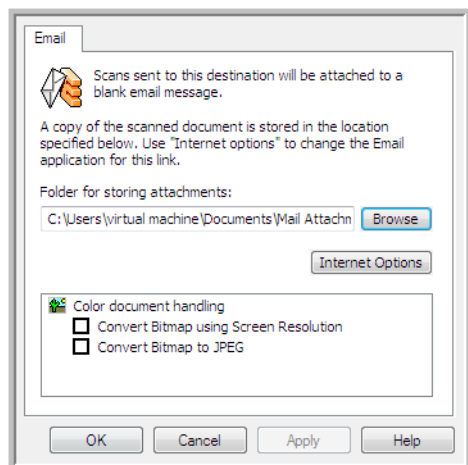 Email
Scans sent to this destination will be attached to a
blank email message.
A copy of the scanned document is stored in the location
specified below. Use "Internet options" to change the Email
application for this link.
Folder for storing attachments:
C:\Users\virtual machine\Documents\Mail Attachn
Browse
Internet Options
Color document handling
Convert Bitmap using Screen Resolution
Convert Bitmap to JPEG
OK Cancel Apply Help